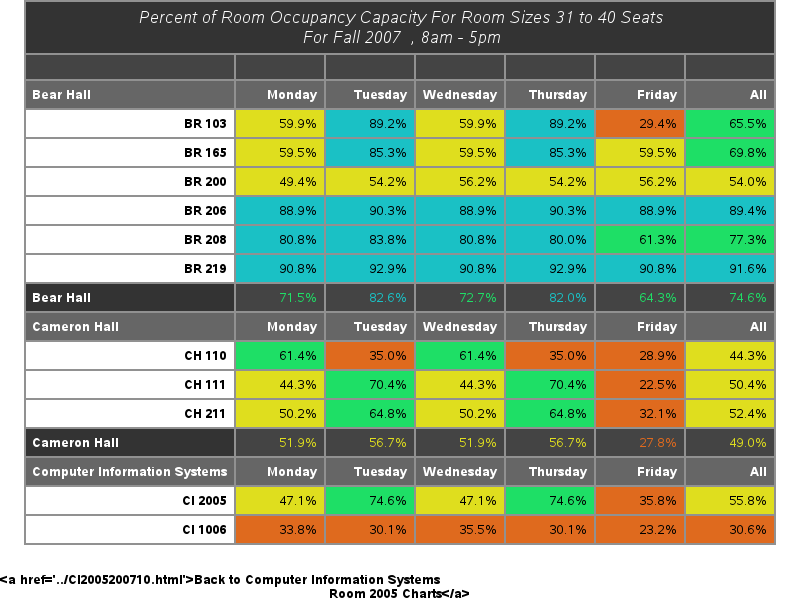 Percent of Room Occupancy Capacity For Room Sizes 31 to 40 Seats
For Fall 2007 , 8am - 5pm
Bear Hall Monday Tuesday Wednesday Thursday Friday All
BR 103 59.9% 89.2% 59.9% 89.2% 29.4% 65.5%
BR 165 59.5% 85.3% 59.5% 85.3% 59.5% 69.8%
BR 200 49.4% 54.2% 56.2% 54.2% 56.2% 54.0%
BR 206 88.9% 90.3% 88.9% 90.3% 88.9% 89.4%
BR 208 80.8% 83.8% 80.8% 80.0% 61.3% 77.3%
BR 219 90.8% 92.9% 90.8% 92.9% 90.8% 91.6%
Bear Hall 71.5% 82.6% 72.7% 82.0% 64.3% 74.6%
Cameron Hall Monday Tuesday Wednesday Thursday Friday All
CH 110 61.4% 35.0% 61.4% 35.0% 28.9% 44.3%
CH 111 44.3% 70.4% 44.3% 70.4% 22.5% 50.4%
CH 211 50.2% 64.8% 50.2% 64.8% 32.1% 52.4%
Cameron Hall 51.9% 56.7% 51.9% 56.7% 27.8% 49.0%
Computer Information Systems Monday Tuesday Wednesday Thursday Friday All
CI 2005 47.1% 74.6% 47.1% 74.6% 35.8% 55.8%
CI 1006 33.8% 30.1% 35.5% 30.1% 23.2% 30.6%
<a href='../CI2005200710.html'>Back to Computer Information Systems
Room 2005 Charts</a>